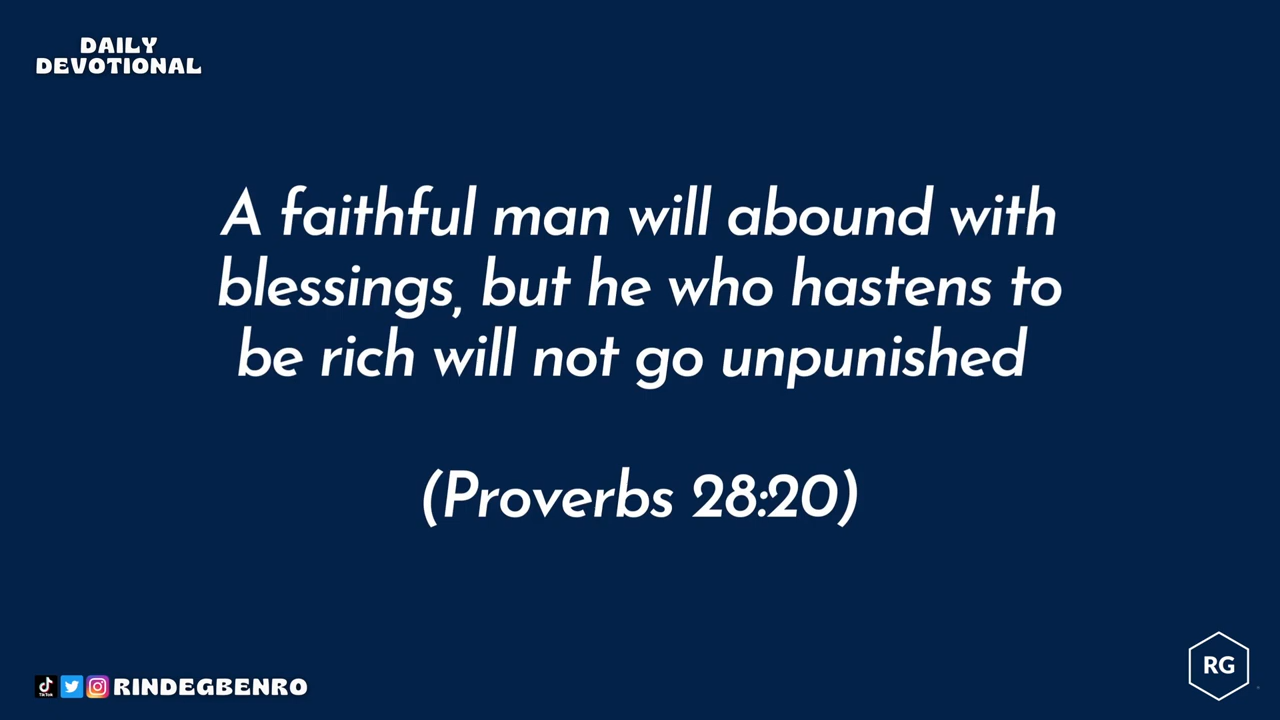 DAILY
DEVOTIONAL
A faithful man will abound with
blessings, but he who hastens to
be rich will not go unpunished
(Proverbs 28:20)
TikTok
RINDEGBENRO
RG